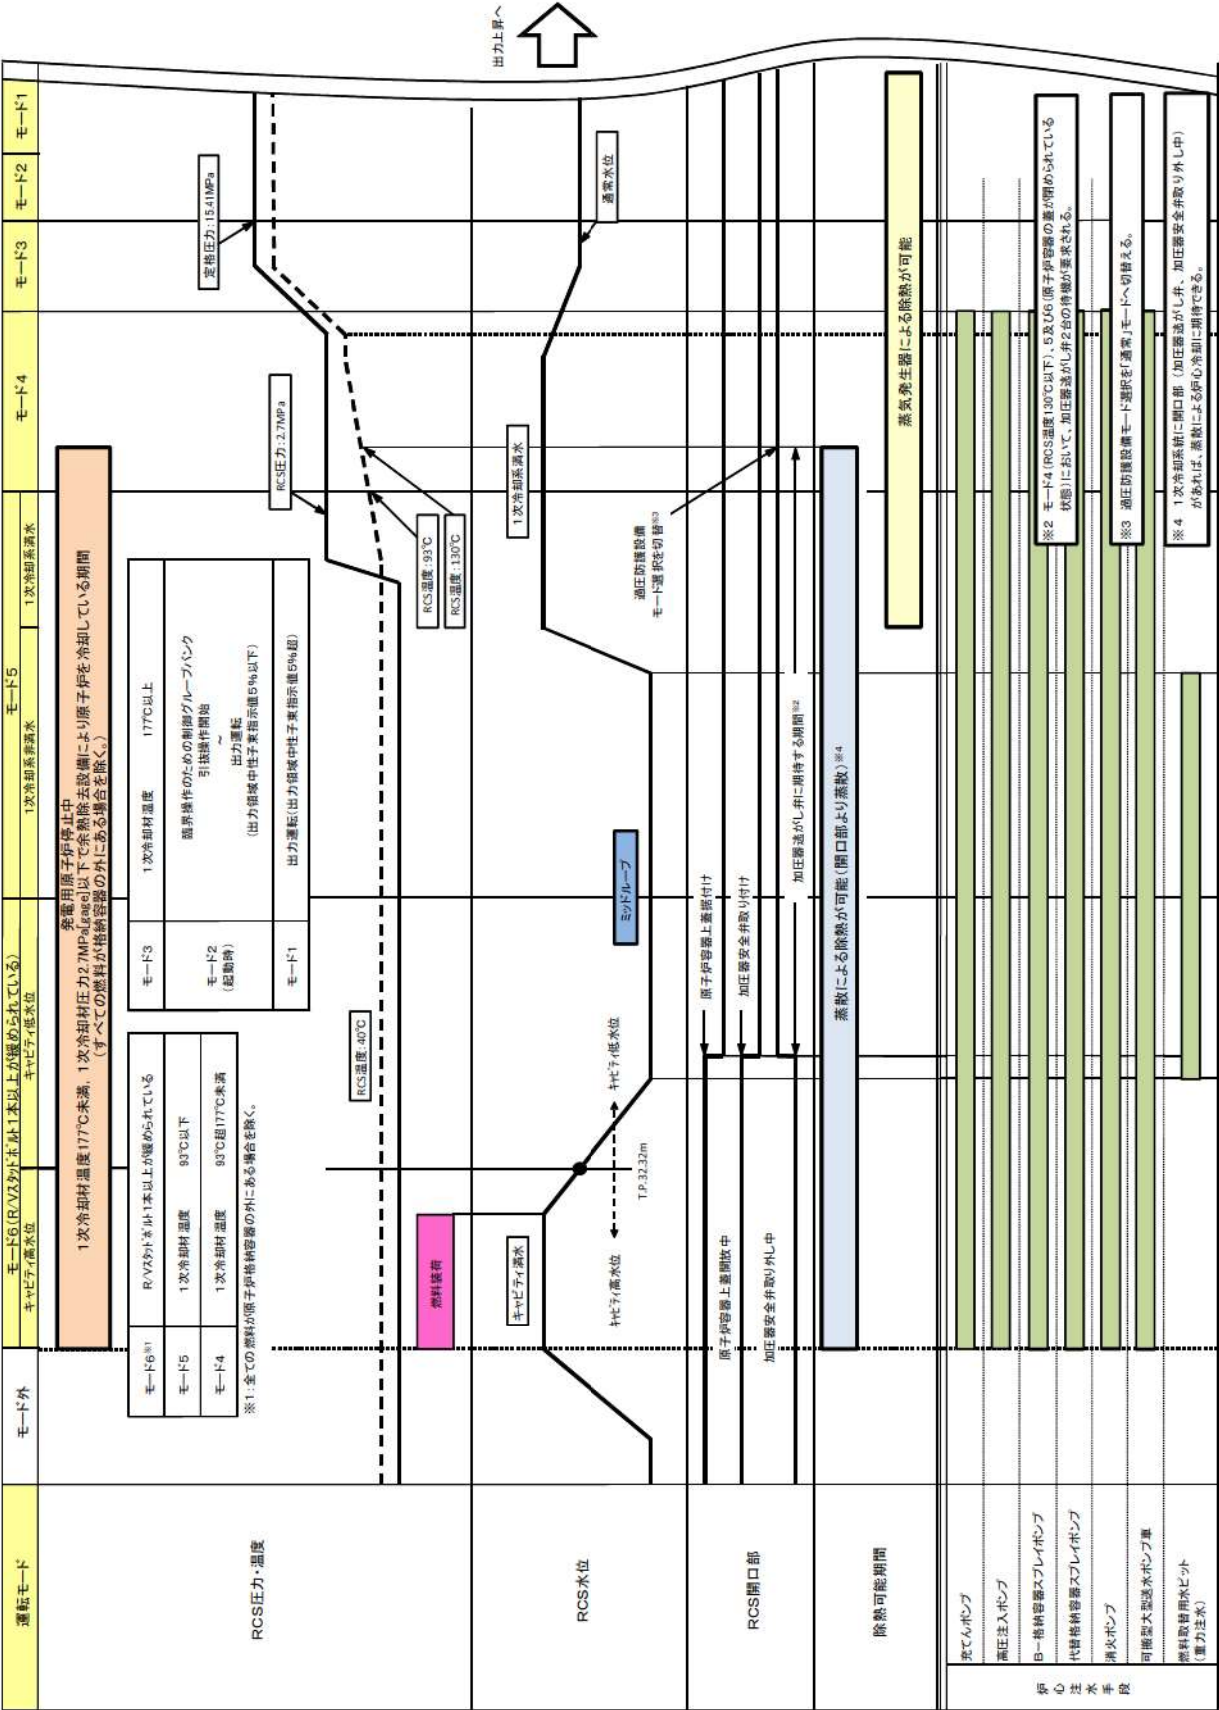 運転モード
モード外
モード6(R/Vスタッドボルト1本以上が緩められている)
キャビティ高水位
キャビティ低水位
モード5
1次冷却系非満水
1次冷却系満水
モード4
モード3
モード2
モード1
出力上昇へ
RCS圧力・温度
発電用原子炉停止中
1次冷却材温度177℃未満、1次冷却材圧力2.7MPa[gage]以下で余熱除去設備により原子炉を冷却している期間
(すべての燃料が格納容器の外にある場合を除く。)
モード6※1
R/Vスタッドボルト1本以上が緩められている
モード5
1次冷却材温度 93℃以下
モード4
1次冷却材温度 93℃超177℃未満
※1:全ての燃料が原子炉格納容器の外にある場合を除く。
モード3
1次冷却材温度 177℃以上
モード2
(起動時)
臨界操作のための制御グループバンク
引抜操作開始
~
出力運転
(出力領域中性子束指示値5%以下)
モード1
出力運転(出力領域中性子束指示値5%超)
RCS温度:40℃
RCS圧力:2.7MPa
定格圧力:15.41MPa
RCS温度:93℃
RCS温度:130℃
燃料装荷
RCS水位
キャビティ満水
キャビティ高水位
キャビティ低水位
T.P.32.32m
ミッドループ
1次冷却系満水
通常水位
RCS開口部
原子炉容器上蓋開放中
原子炉容器上蓋据付け
加圧器安全弁取り外し中
加圧器安全弁取り付け
加圧器逃がし弁に期待する期間※2
過圧防護設備
モード選択を切替※3
除熱可能期間
蒸散による除熱が可能(開口部より蒸散)※4
蒸気発生器による除熱が可能
炉心注水手段
充てんポンプ
高圧注入ポンプ
B-格納容器スプレイポンプ
代替格納容器スプレイポンプ
消火ポンプ
可搬型大型送水ポンプ車
燃料取替用水ピット
(重力注水)
※2 モード4(RCS温度130℃以下)、5及び6(原子炉容器の蓋が閉められている
状態)において、加圧器逃がし弁2台の待機が要求される。
※3 過圧防護設備モード選択を「通常」モードへ切替える。
※4 1次冷却系統に開口部(加圧器逃がし弁、加圧器安全弁取り外し中)
があれば、蒸散による炉心冷却に期待できる。